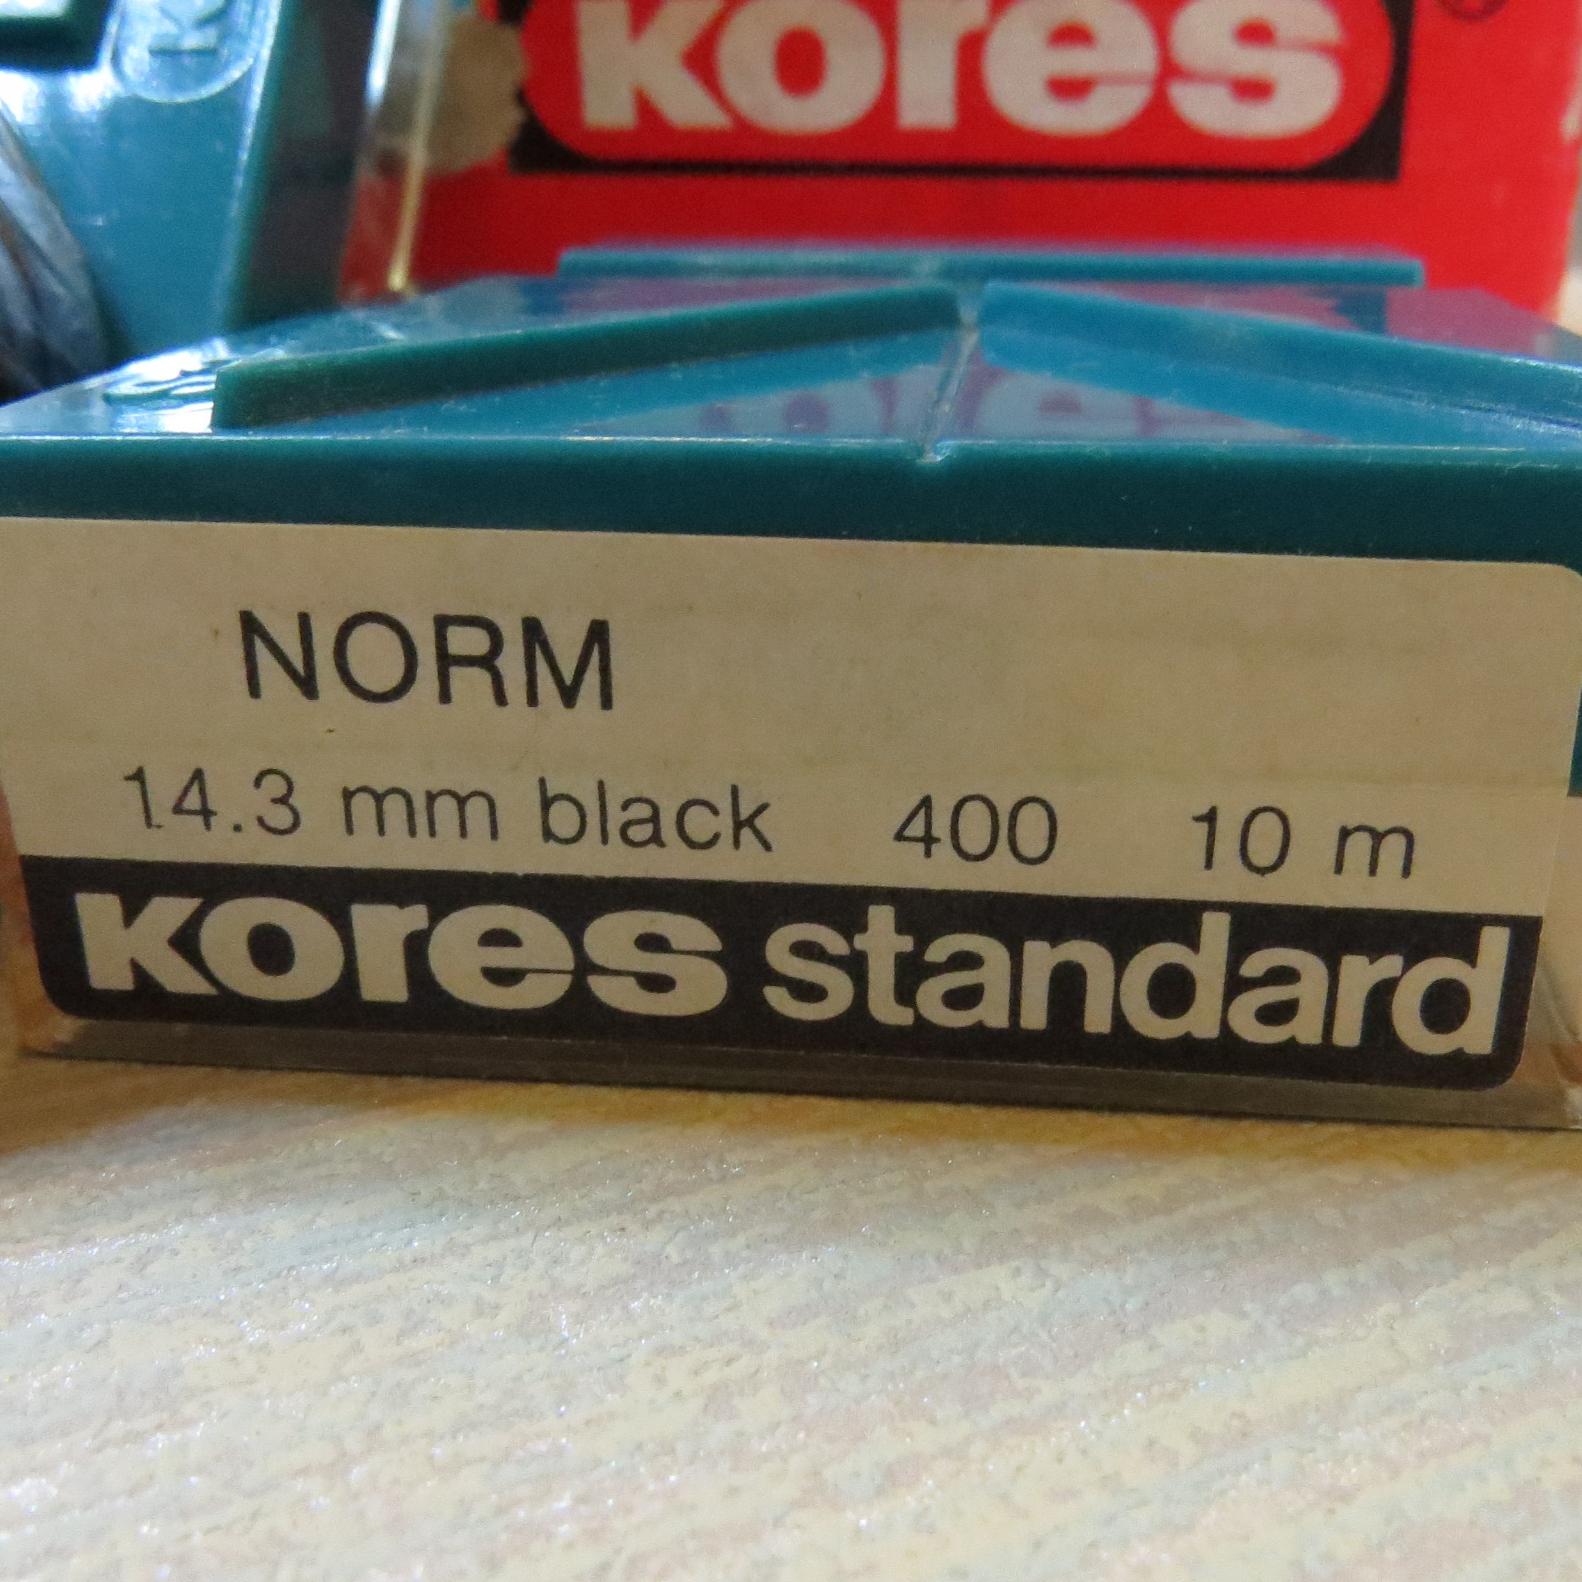 kores
NORM
14.3 mm black 400 10 m
kores standard